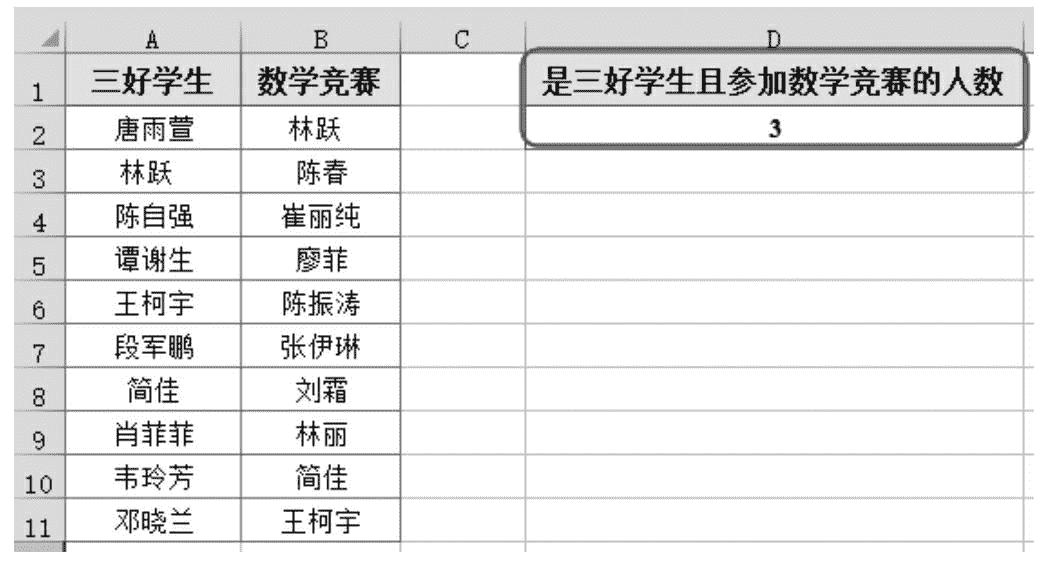 A B C D
1 三好学生 数学竞赛 是三好学生且参加数学竞赛的人数
2 唐雨萱 林跃 3
3 林跃 陈春
4 陈自强 崔丽纯
5 谭谢生 廖菲
6 王柯宇 陈振涛
7 段军鹏 张伊琳
8 简佳 刘霜
9 肖菲菲 林丽
10 韦玲芳 简佳
11 邓晓兰 王柯宇